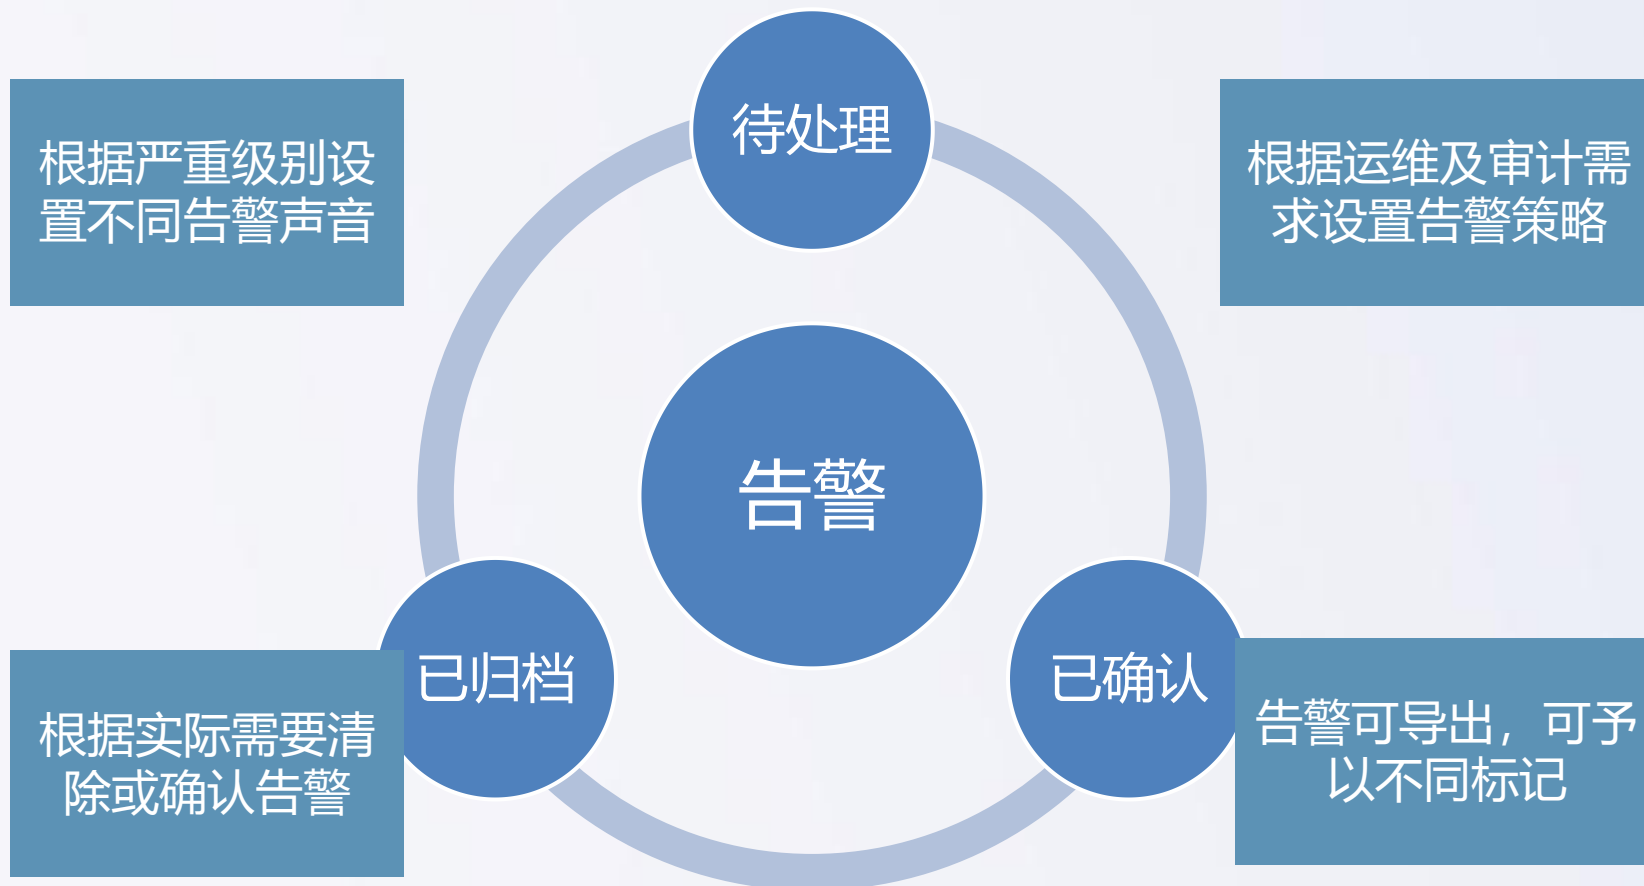 待处理
根据严重级别设
置不同告警声音
根据运维及审计需
求设置告警策略
告警
已归档
已确认
根据实际需要清
除或确认告警
告警可导出，可予
以不同标记